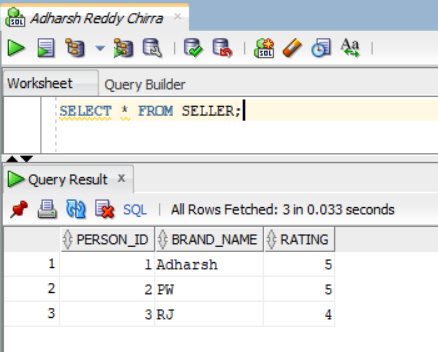 Adharsh Reddy Chirra
Worksheet Query Builder
SELECT * FROM SELLER;
Query Result x
SQL | All Rows Fetched: 3 in 0.033 seconds
PERSON_ID BRAND_NAME RATING
1 1 Adharsh 5
2 2 PW 5
3 3 RJ 4